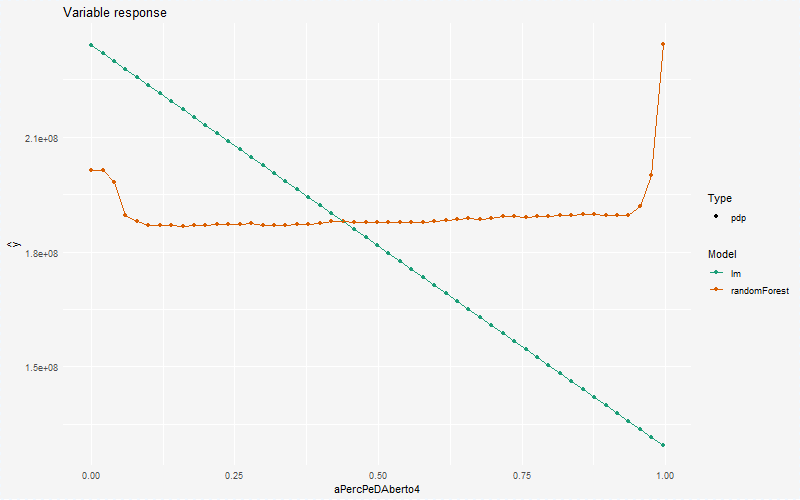 Variable response
2.1e+08
1.8e+08
1.5e+08
ŷ
0.00 0.25 0.50 0.75 1.00
aPercPeDAberto4
Type
pdp
Model
lm
randomForest